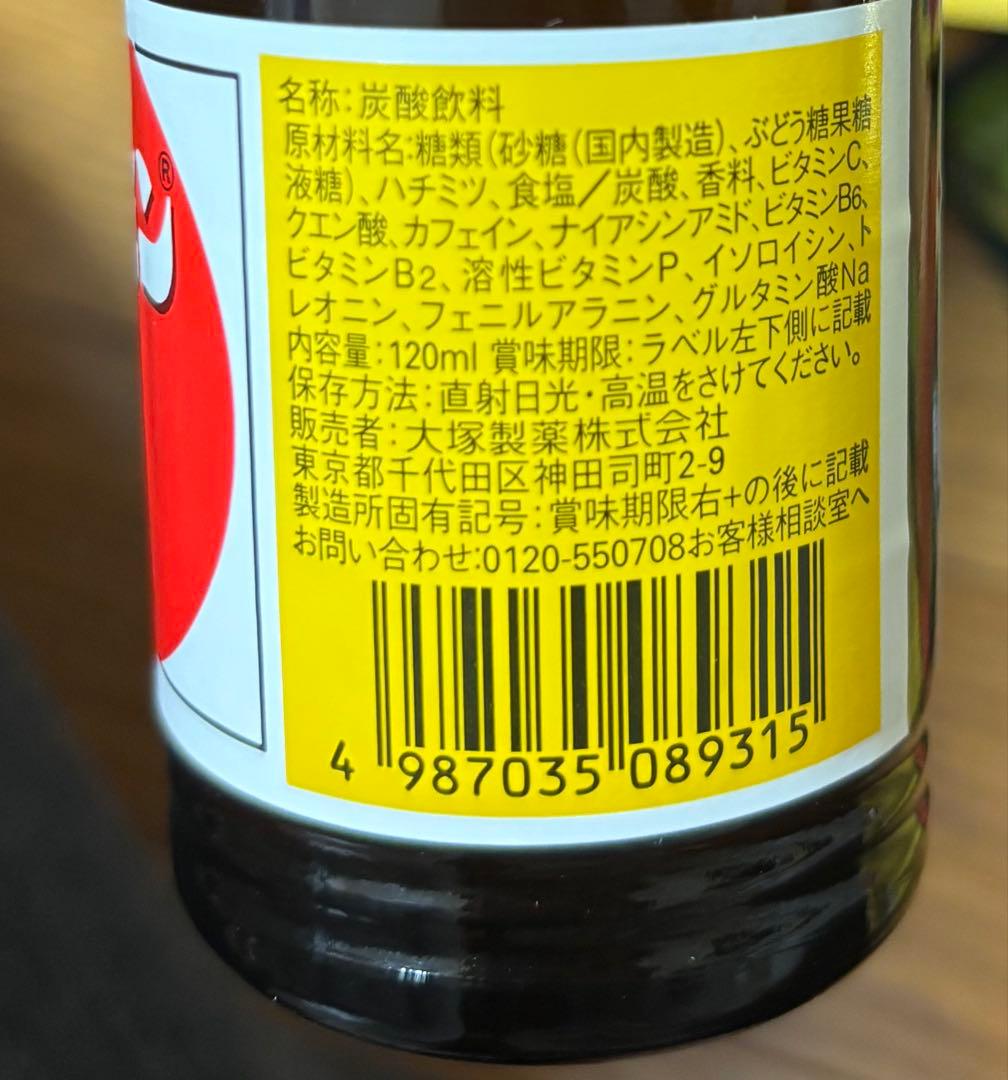 ®
名称：炭酸飲料
原材料名：糖類（砂糖（国内製造）、ぶどう糖果糖
液糖）、ハチミツ、食塩／炭酸、香料、ビタミンC、
クエン酸、カフェイン、ナイアシンアミド、ビタミンB6、
ビタミンB2、溶性ビタミンP、イソロイシン、ト
レオニン、フェニルアラニン、グルタミン酸Na
内容量：120ml 賞味期限：ラベル左下側に記載
保存方法：直射日光・高温をさけてください。
販売者：大塚製薬株式会社
東京都千代田区神田司町2-9
製造所固有記号：賞味期限右+の後に記載
お問い合わせ:0120-550708お客様相談室へ
4 987035 089315